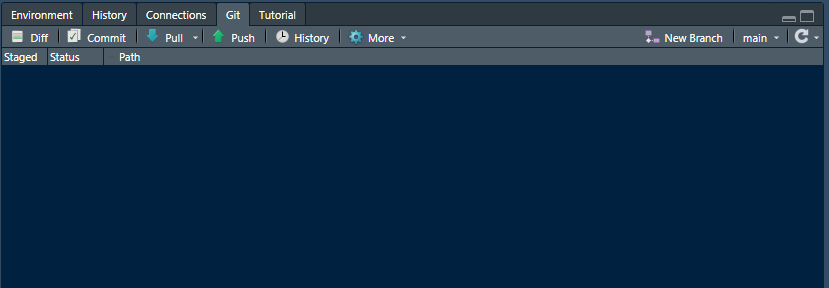 Environment History Connections Git Tutorial
Diff Commit Pull Push History More New Branch main
Staged Status Path